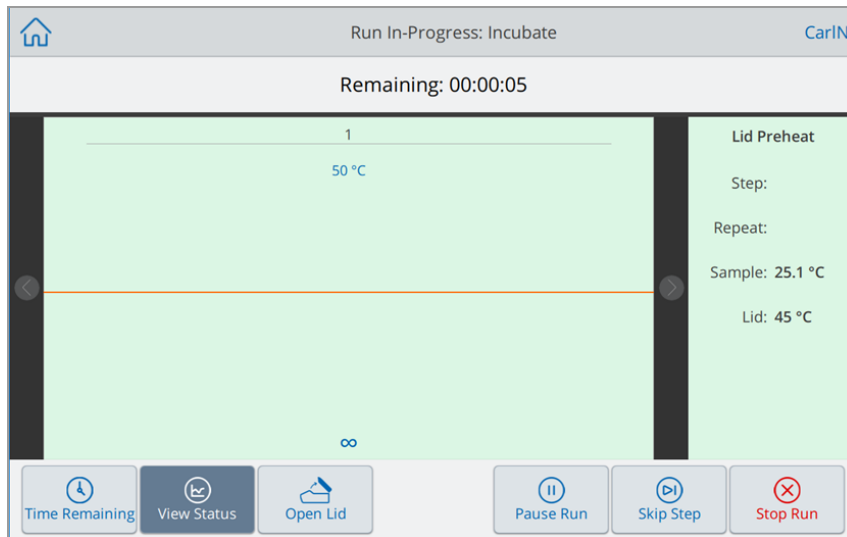 Run In-Progress: Incubate
CarlN
Remaining: 00:00:05
1
50 °C
∞
Lid Preheat
Step:
Repeat:
Sample: 25.1 °C
Lid: 45 °C
Time Remaining
View Status
Open Lid
Pause Run
Skip Step
Stop Run